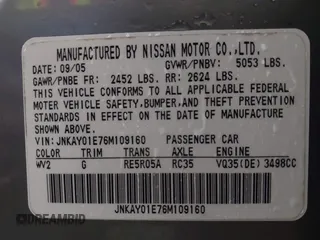 MANUFACTURED BY NISSAN MOTOR CO.,LTD.
DATE: 09/05 GVWR/PNBV: 5053 LBS.
GAWR/PNBE FR: 2452 LBS. RR: 2624 LBS.
THIS VEHICLE CONFORMS TO ALL APPLICABLE FEDERAL
MOTOR VEHICLE SAFETY,BUMPER,AND THEFT PREVENTION
STANDARDS IN EFFECT ON THE DATE OF MANUFACTURE
SHOWN ABOVE.
VIN: JNKAY01E76M109160 PASSENGER CAR
COLOR TRIM TRANS AXLE ENGINE
WV2 G RE5R05A RC35 VQ35(DE) 3498CC
JNKAY01E76M109160
© DREAMBID